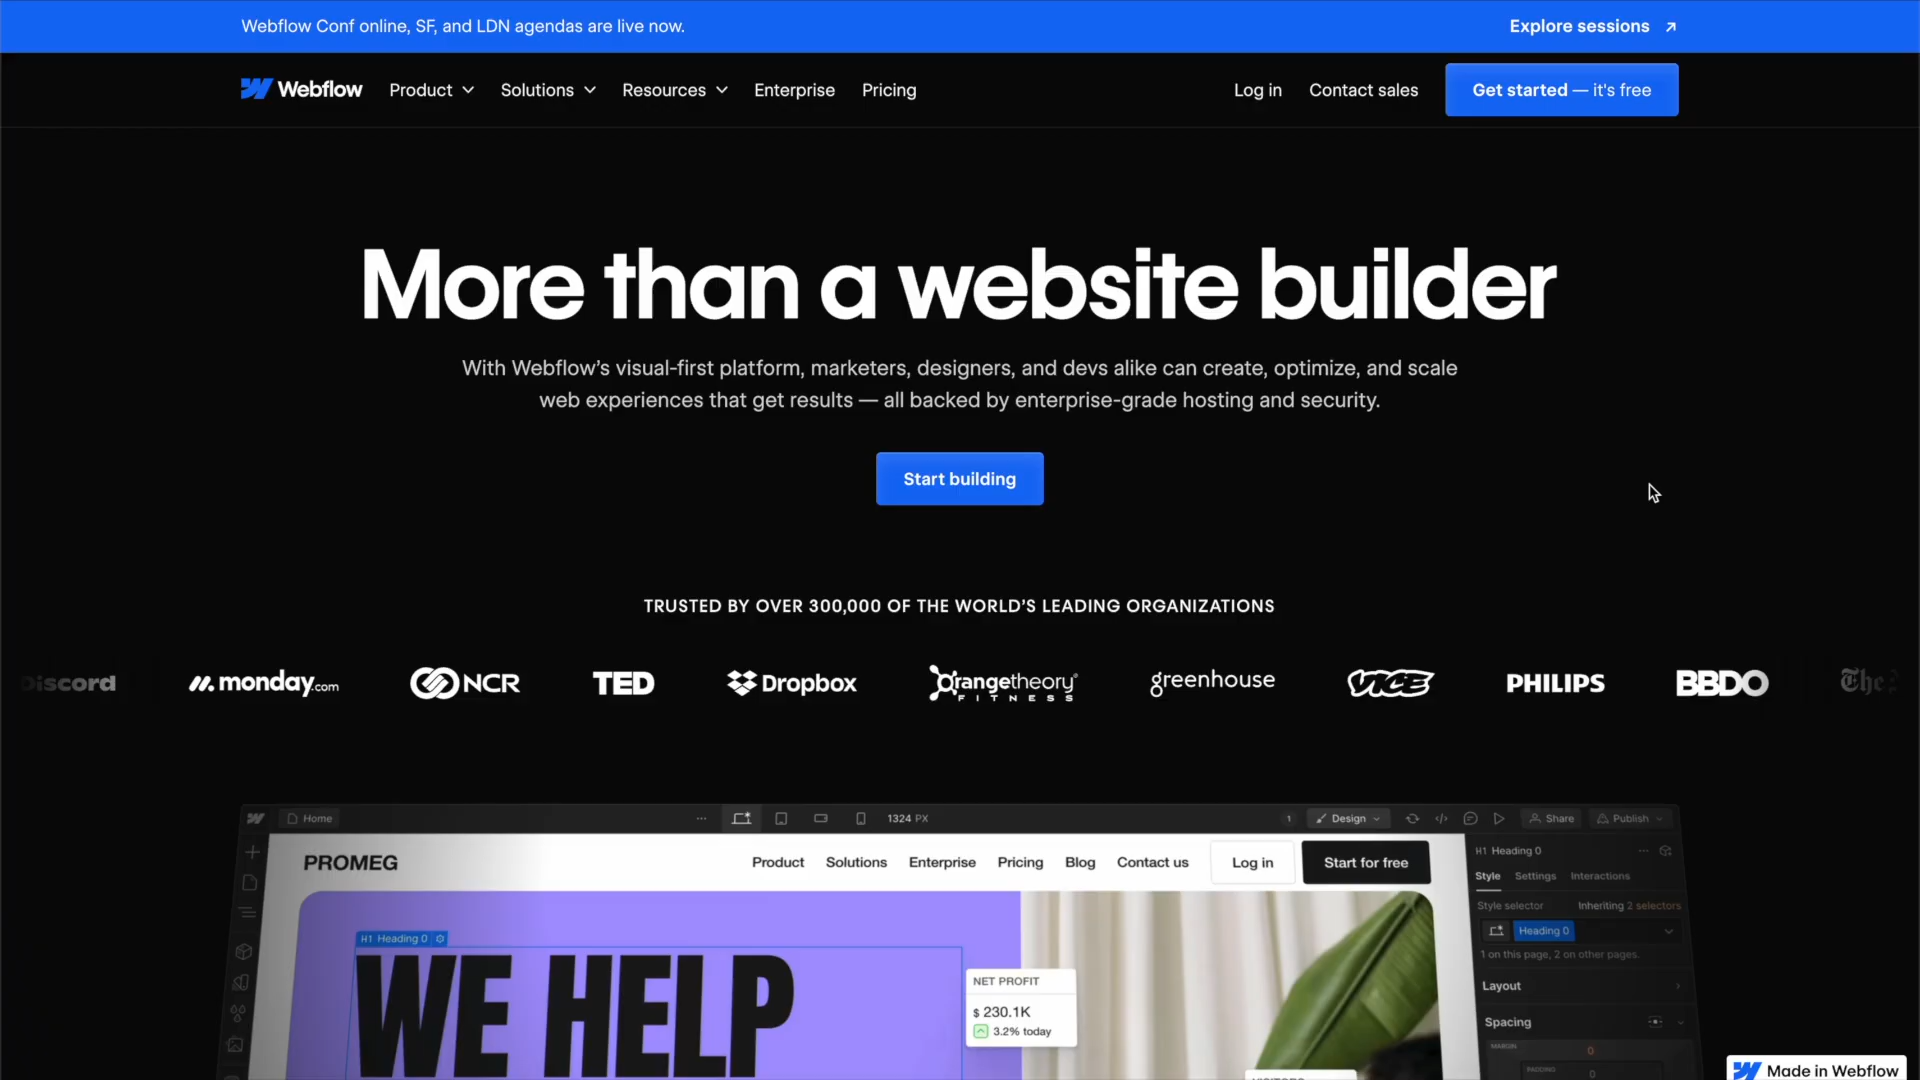 Webflow Conf online, SF, and LDN agendas are live now.
Explore sessions
Webflow
Product
Solutions
Resources
Enterprise
Pricing
Log in
Contact sales
Get started — it's free
More than a website builder
With Webflow’s visual-first platform, marketers, designers, and devs alike can create, optimize, and scale
web experiences that get results — all backed by enterprise-grade hosting and security.
Start building
TRUSTED BY OVER 300,000 OF THE WORLD’S LEADING ORGANIZATIONS
Discord
monday.com
NCR
TED
Dropbox
Orangetheory® FITNESS
greenhouse
VICE
PHILIPS
BBDO
The
Home
1324 PX
1
Design
Share
Publish
PROMEG
Product
Solutions
Enterprise
Pricing
Blog
Contact us
Log in
Start for free
H1 Heading 0
Style
Settings
Interactions
Style selector
Inheriting 2 selectors
Heading 0
1 on this page, 2 on other pages.
Layout
Spacing
MARGIN
0
PADDING
0
H1 Heading 0
WE HELP
NET PROFIT
$ 230.1K
3.2% today
Made in Webflow